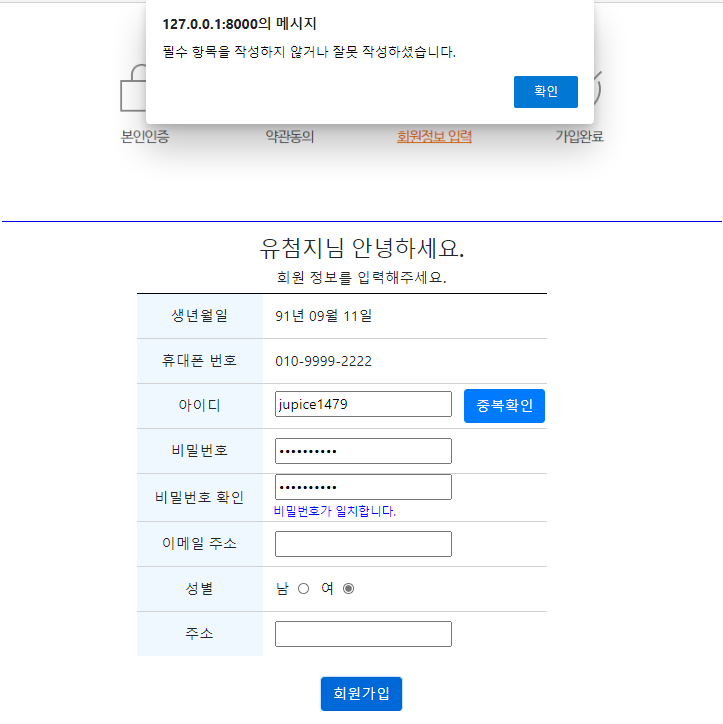 127.0.0.1:8000의 메시지
필수 항목을 작성하지 않거나 잘못 작성하셨습니다.
확인
본인인증 약관동의 회원정보 입력 가입완료
유첨지님 안녕하세요.
회원 정보를 입력해주세요.
생년월일 91년 09월 11일
휴대폰 번호 010-9999-2222
아이디 jupice1479 중복확인
비밀번호 ••••••••••
비밀번호 확인 ••••••••••
비밀번호가 일치합니다.
이메일 주소
성별 남 여
주소
회원가입